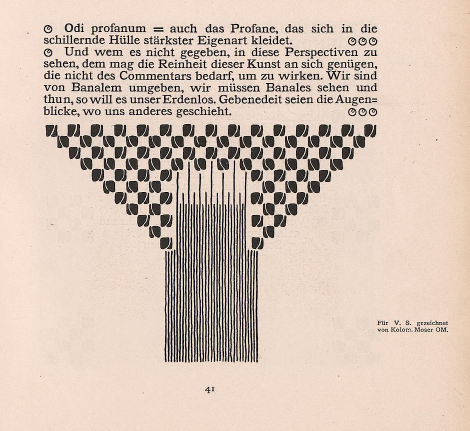 Odi profanum = auch das Profane, das sich in die
schillernde Hülle stärkster Eigenart kleidet.
Und wem es nicht gegeben, in diese Perspektiven zu
sehen, dem mag die Reinheit dieser Kunst an sich genügen,
die nicht des Commentars bedarf, um zu wirken. Wir sind
von Banalem umgeben, wir müssen Banales sehen und
thun, so will es unser Erdenlos. Gebenedeit seien die Augen=
blicke, wo uns anderes geschieht.
Für V. S. gezeichnet
von Kolom. Moser OM.
41